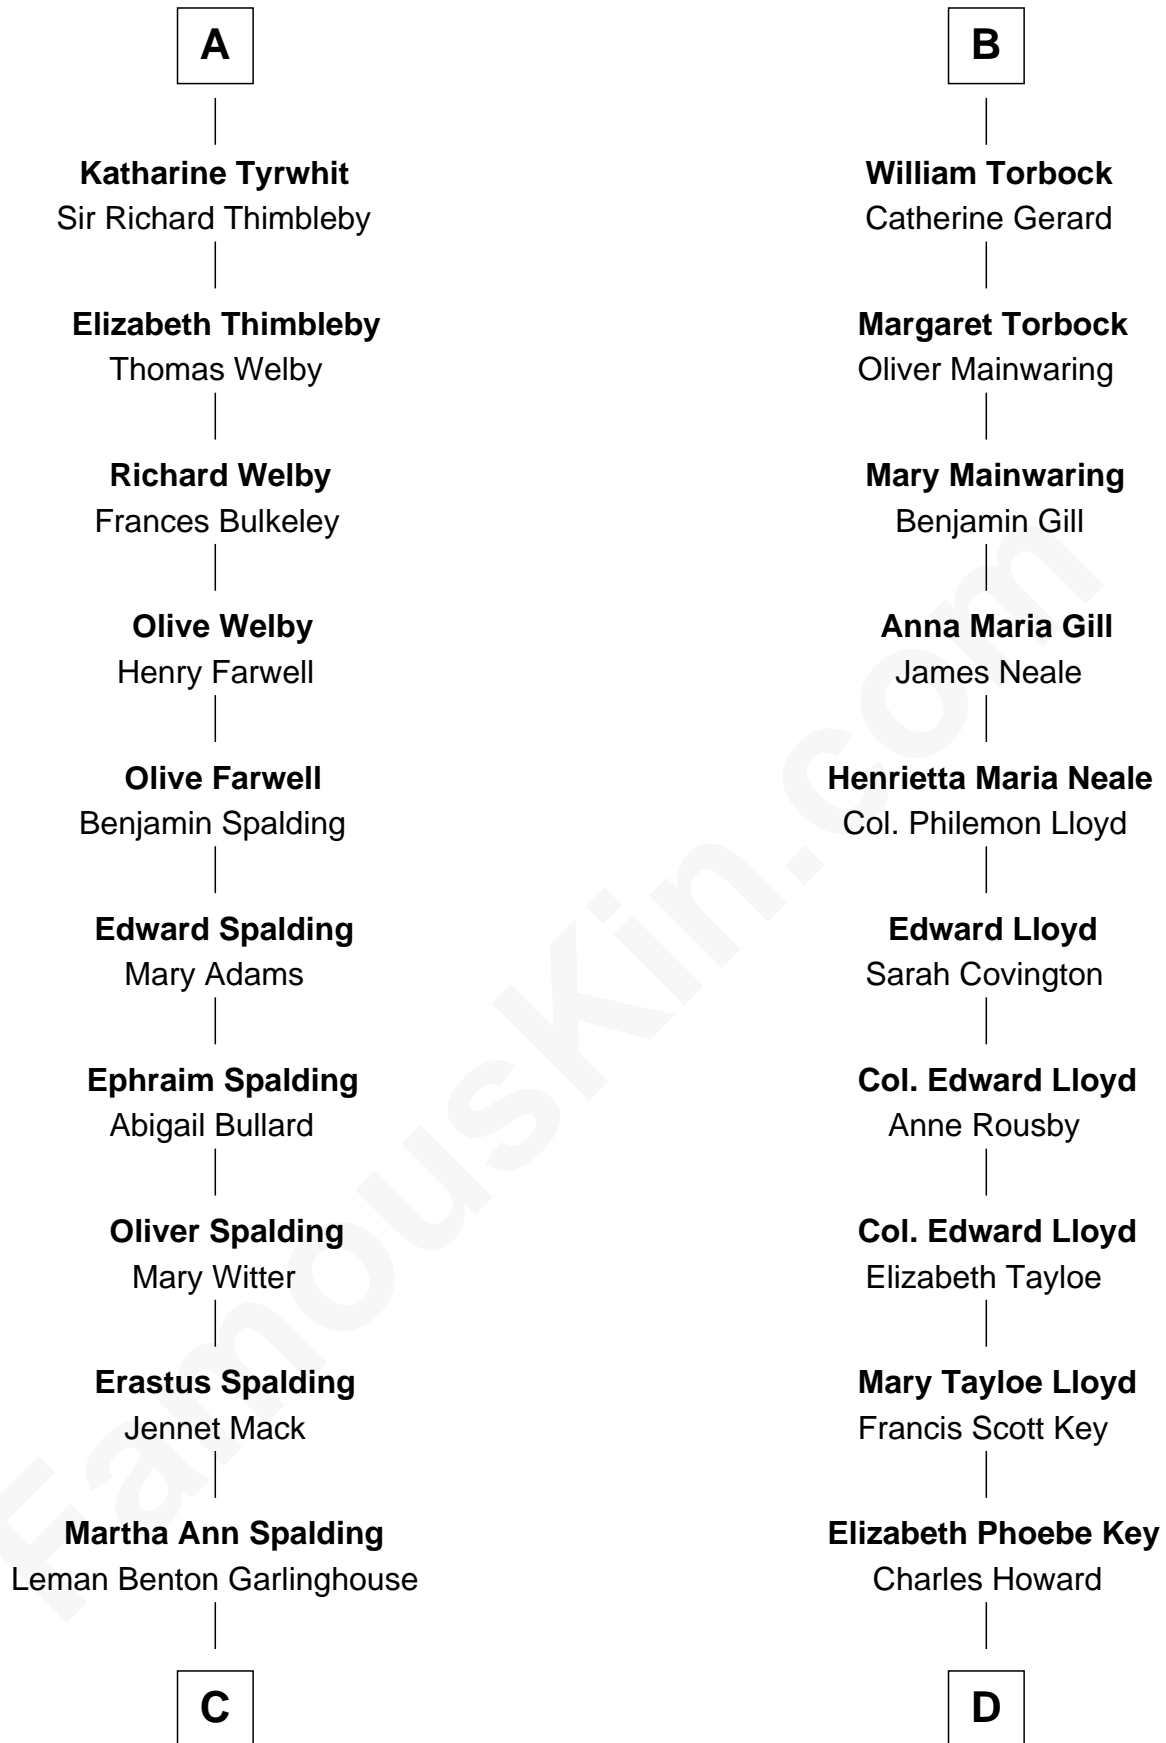 A
Katharine Tyrwhit
Sir Richard Thimbleby
Elizabeth Thimbleby
Thomas Welby
Richard Welby
Frances Bulkeley
Olive Welby
Henry Farwell
Olive Farwell
Benjamin Spalding
Edward Spalding
Mary Adams
Ephraim Spalding
Abigail Bullard
Oliver Spalding
Mary Witter
Erastus Spalding
Jennet Mack
Martha Ann Spalding
Leman Benton Garlinghouse
C
B
William Torbock
Catherine Gerard
Margaret Torbock
Oliver Mainwaring
Mary Mainwaring
Benjamin Gill
Anna Maria Gill
James Neale
Henrietta Maria Neale
Col. Philemon Lloyd
Edward Lloyd
Sarah Covington
Col. Edward Lloyd
Anne Rousby
Col. Edward Lloyd
Elizabeth Tayloe
Mary Tayloe Lloyd
Francis Scott Key
Elizabeth Phoebe Key
Charles Howard
D
FamousKin.com